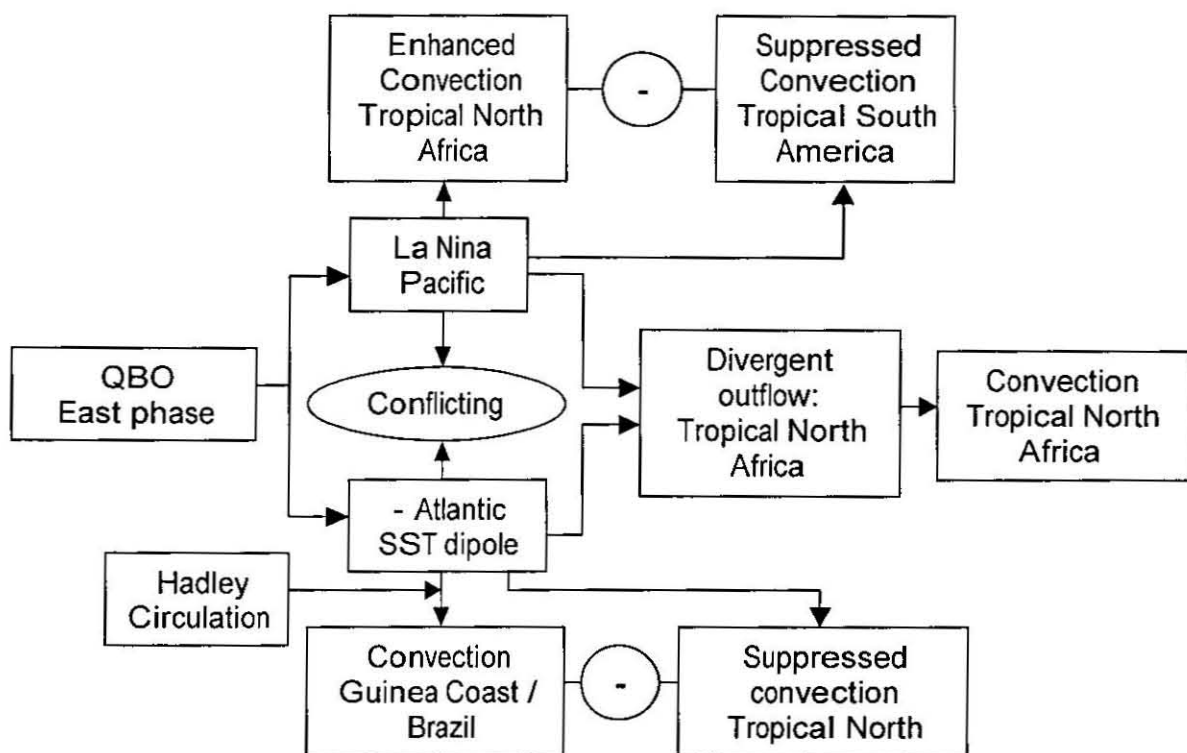 Enhanced
Convection
Tropical North
Africa
-
Suppressed
Convection
Tropical South
America
La Nina
Pacific
QBO
East phase
Conflicting
Divergent
outflow:
Tropical North
Africa
Convection
Tropical North
Africa
- Atlantic
SST dipole
Hadley
Circulation
Convection
Guinea Coast /
Brazil
-
Suppressed
convection
Tropical North